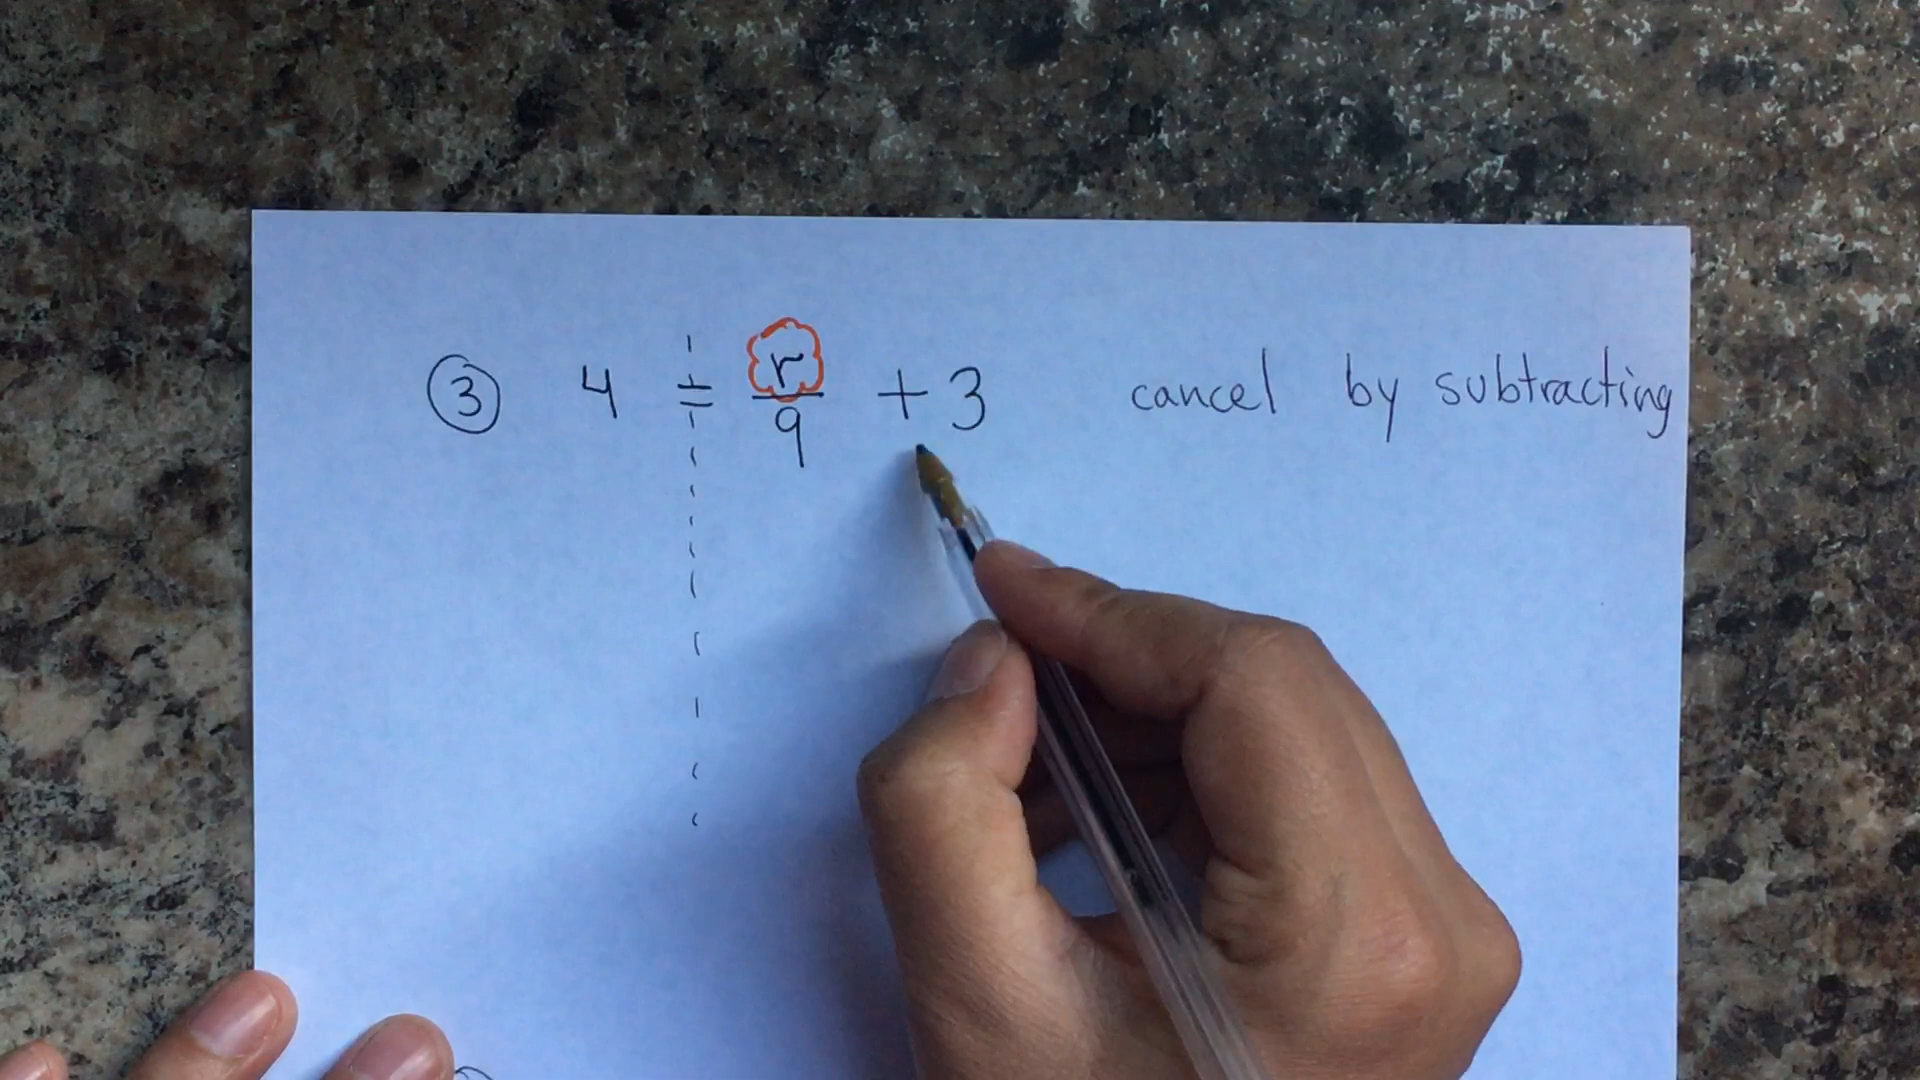 ③ 4 = r/9 + 3 cancel by subtracting